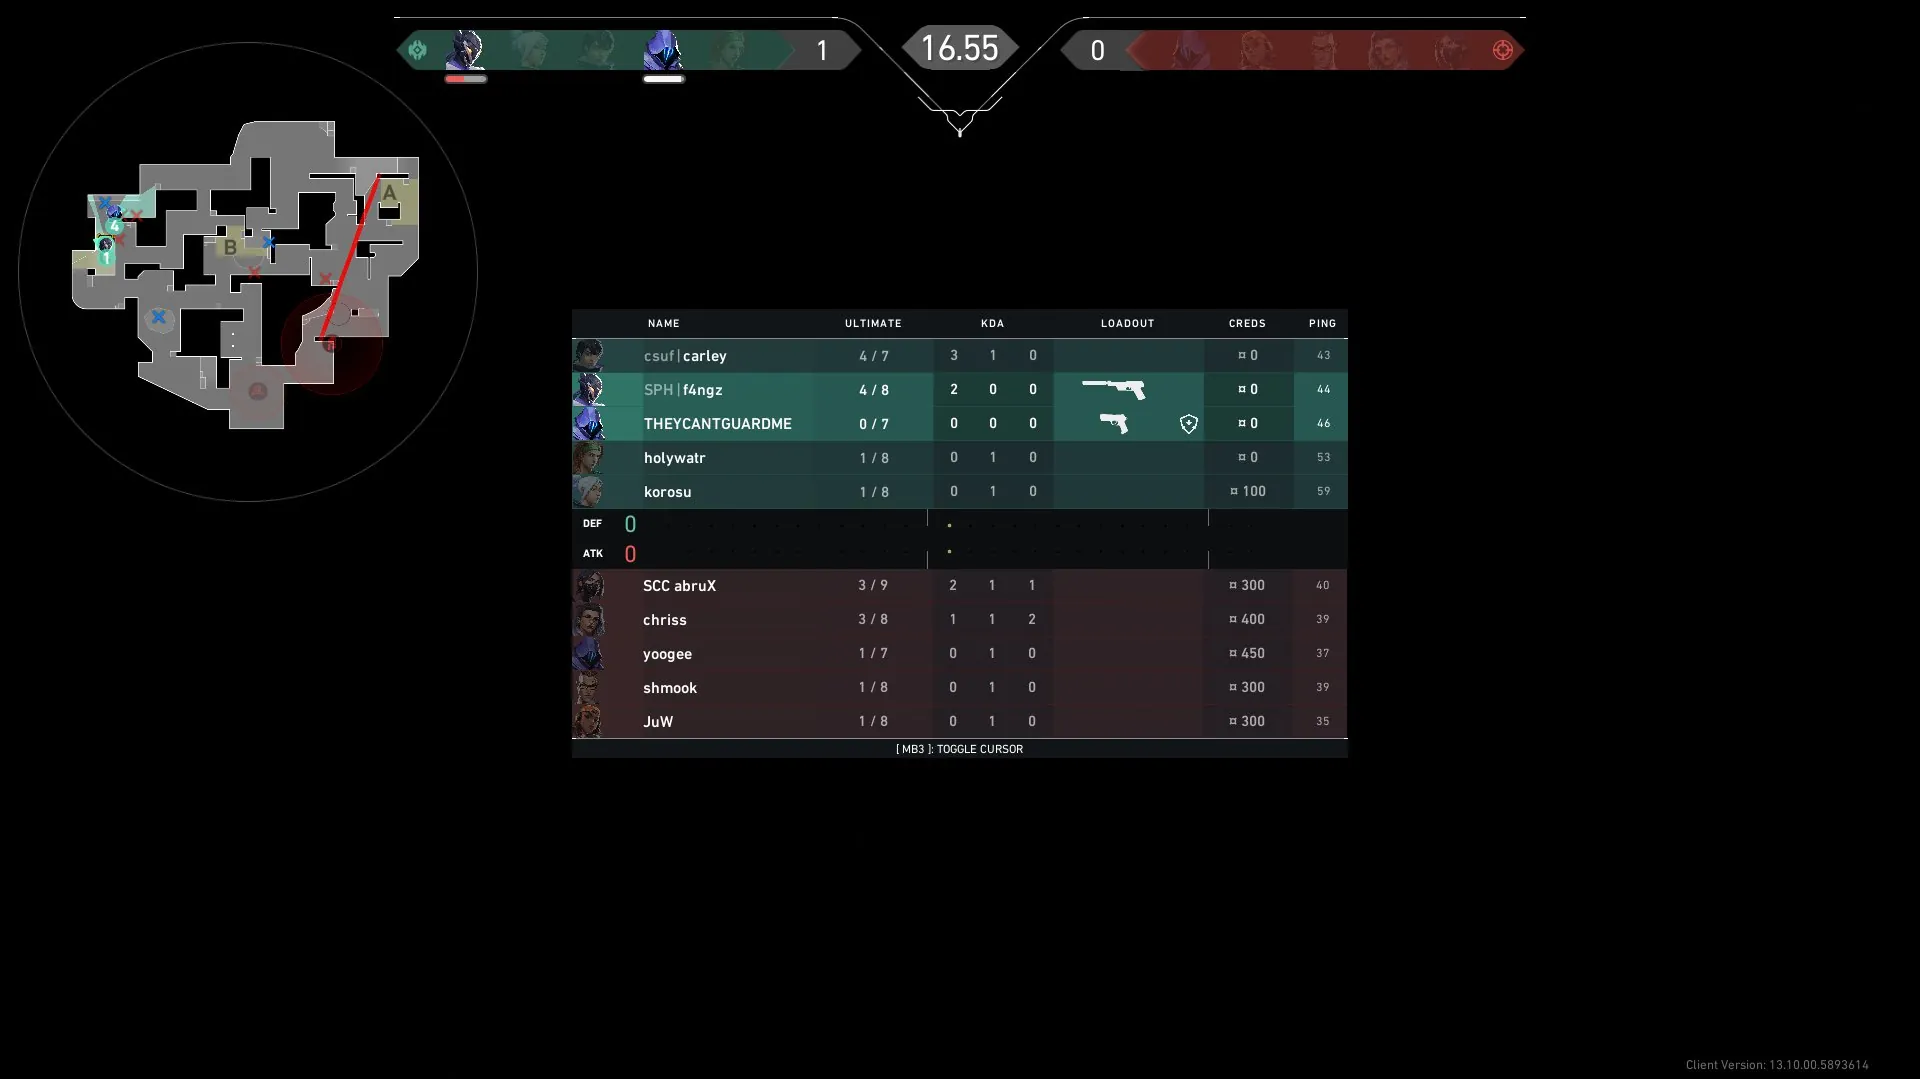 1
16.55
0
A
B
4
1
NAME ULTIMATE KDA LOADOUT CREDS PING
csuf|carley 4 / 7 3 1 0 ¤ 0 43
SPH|f4ngz 4 / 8 2 0 0 ¤ 0 44
THEYCANTGUARDME 0 / 7 0 0 0 ¤ 0 46
holywatr 1 / 8 0 1 0 ¤ 0 53
korosu 1 / 8 0 1 0 ¤ 100 59
DEF 0
ATK 0
SCC abruX 3 / 9 2 1 1 ¤ 300 40
chriss 3 / 8 1 1 2 ¤ 400 39
yoogee 1 / 7 0 1 0 ¤ 450 37
shmook 1 / 8 0 1 0 ¤ 300 39
JuW 1 / 8 0 1 0 ¤ 300 35
[ MB3 ]: TOGGLE CURSOR
Client Version: 13.10.00.5893614